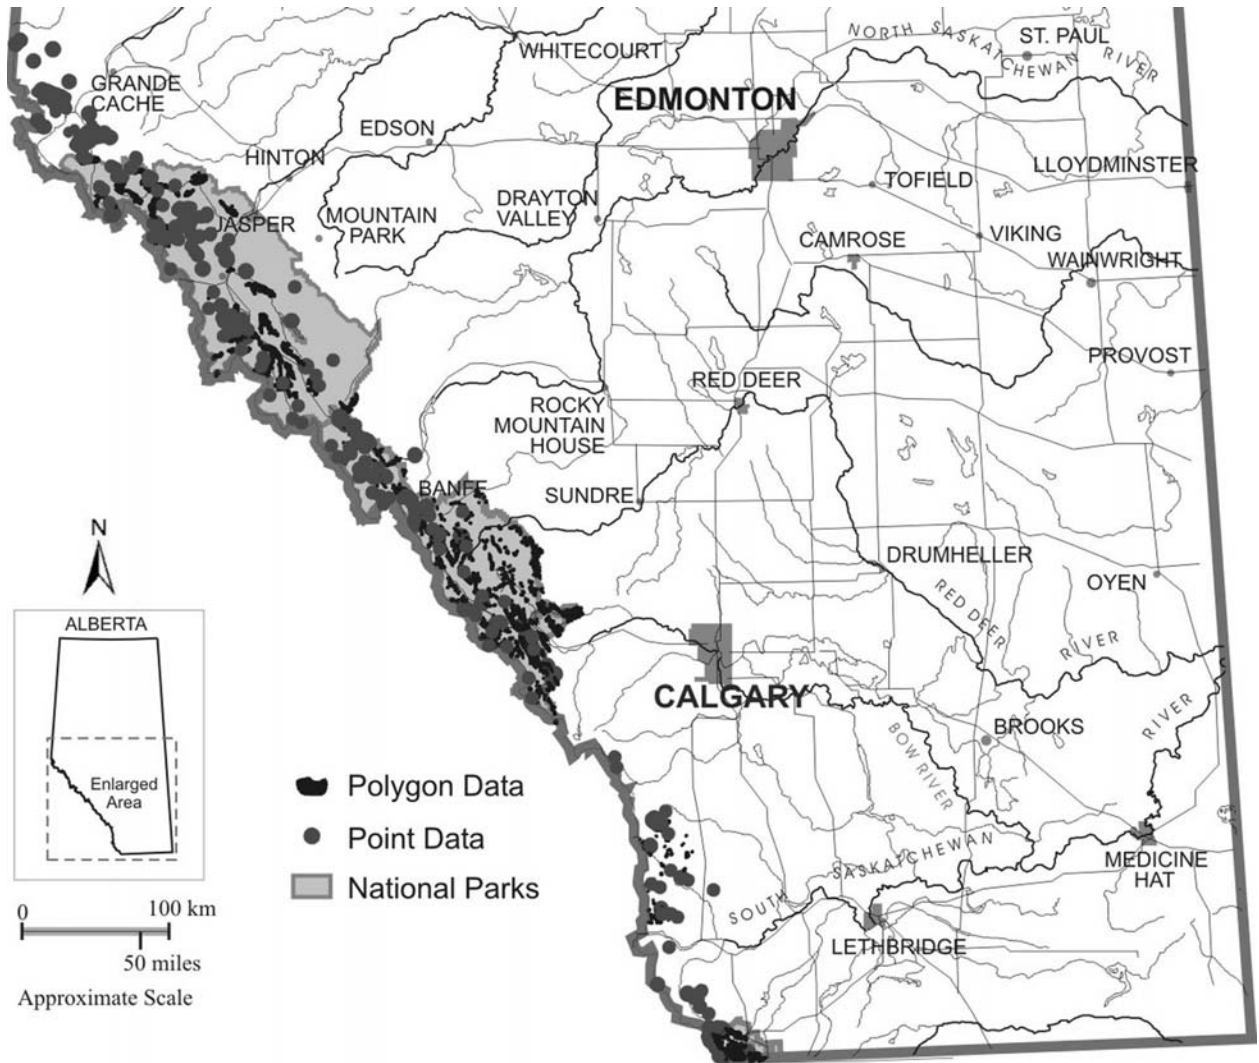 NORTH SASKATCHEWAN RIVER
ST. PAUL
WHITECOURT
GRANDE
CACHE
EDMONTON
EDSON
HINTON
LLOYDMINSTER
TOFIELD
DRAYTON
VALLEY
JASPER
MOUNTAIN
PARK
CAMROSE
VIKING
WAINWRIGHT
PROVOST
RED DEER
ROCKY
MOUNTAIN
HOUSE
BANFF
SUNDRE
N
DRUMHELLER
OYEN
RED DEER RIVER
ALBERTA
Enlarged
Area
CALGARY
BROOKS
RIVER
BOW RIVER
Polygon Data
Point Data
National Parks
SOUTH SASKATCHEWAN
MEDICINE
HAT
LETHBRIDGE
0 100 km
50 miles
Approximate Scale